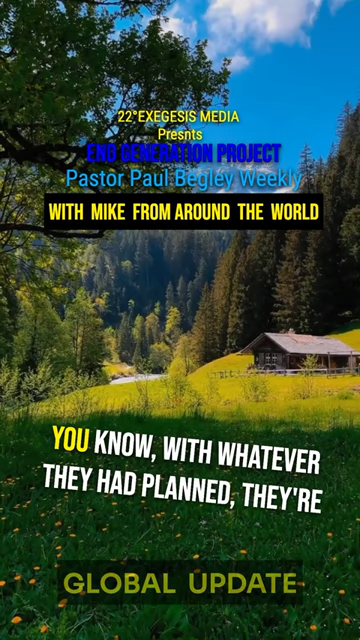 22°EXEGESIS MEDIA
Presnts
END GENERATION PROJECT
Pastor Paul Begley Weekly
WITH MIKE FROM AROUND THE WORLD
YOU KNOW, WITH WHATEVER
THEY HAD PLANNED, THEY'RE
GLOBAL UPDATE